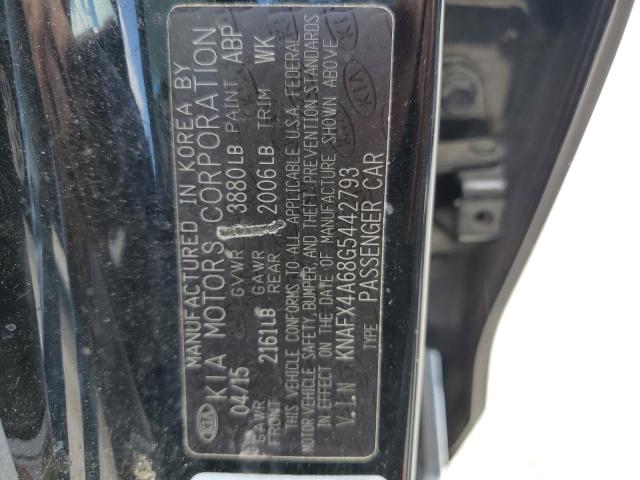 MANUFACTURED IN KOREA BY
KIA KIA MOTORS CORPORATION
04/15 GVWR 3880LB PAINT ABP
GAWR FRONT 2161LB GAWR REAR 2006LB TRIM WK
THIS VEHICLE CONFORMS TO ALL APPLICABLE U.S.A. FEDERAL
MOTOR VEHICLE SAFETY, BUMPER, AND THEFT PREVENTION STANDARDS
IN EFFECT ON THE DATE OF MANUFACTURE SHOWN ABOVE
V.I.N KNAFX4A68G5442793
TYPE PASSENGER CAR